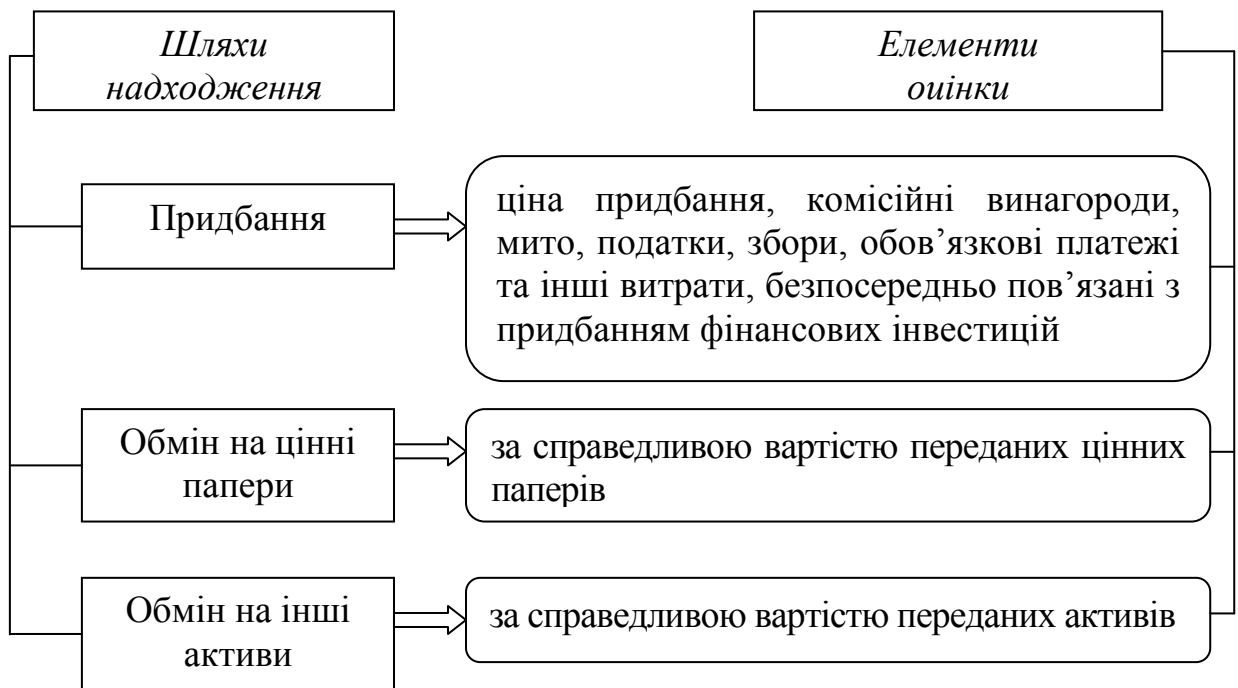 Шляхи
надходження
Елементи
оцінки
Придбання
ціна придбання, комісійні винагороди,
мито, податки, збори, обов’язкові платежі
та інші витрати, безпосередньо пов’язані з
придбанням фінансових інвестицій
Обмін на цінні
папери
за справедливою вартістю переданих цінних
паперів
Обмін на інші
активи
за справедливою вартістю переданих активів